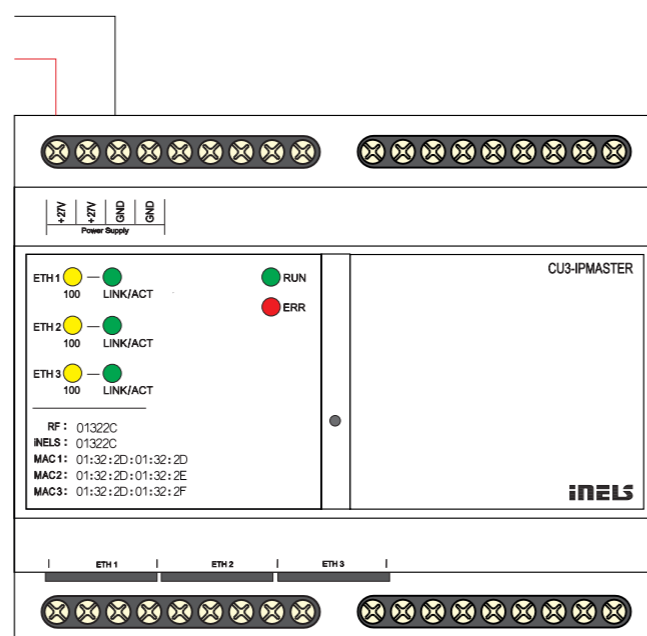 +27V +27V GND GND
Power Supply
CU3-IPMASTER
ETH 1
100 LINK/ACT
RUN
ERR
ETH 2
100 LINK/ACT
ETH 3
100 LINK/ACT
RF: 01322C
iNELS: 01322C
MAC1: 01:32:2D:01:32:2D
MAC2: 01:32:2D:01:32:2E
MAC3: 01:32:2D:01:32:2F
iNELS
ETH 1 ETH 2 ETH 3